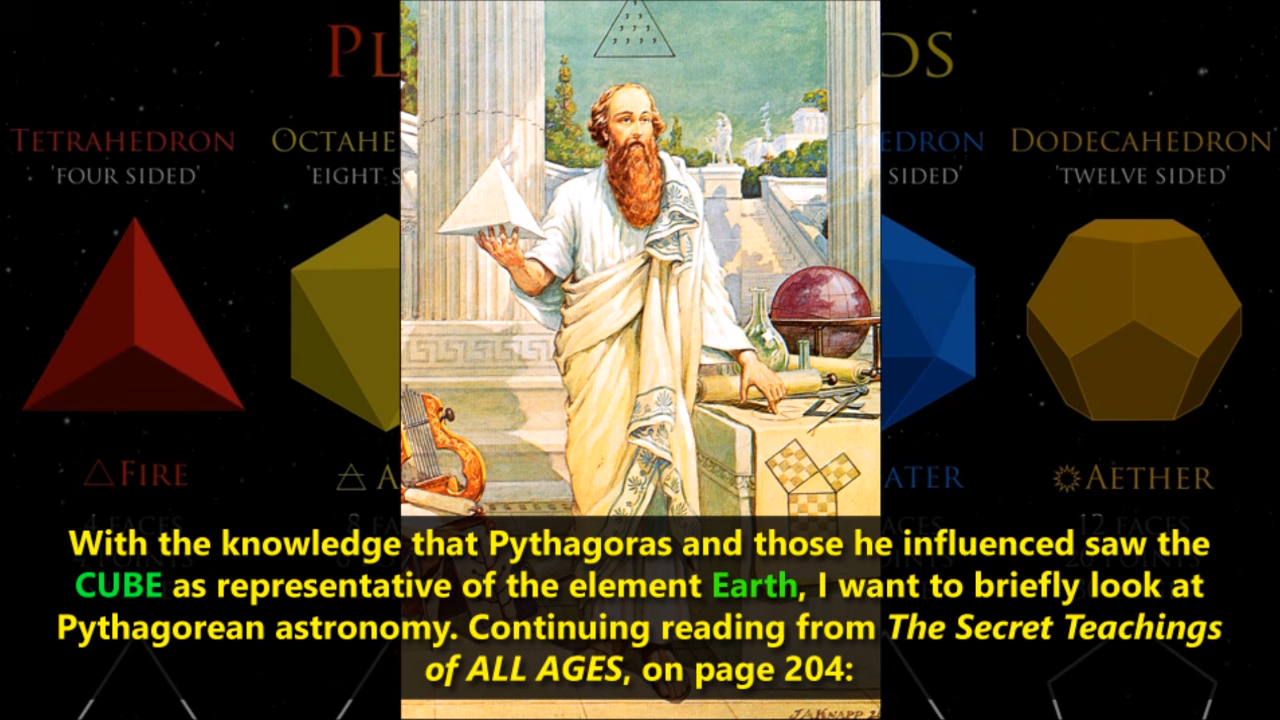 PL
DS
TETRAHEDRON
'FOUR SIDED'
OCTAHE
'EIGHT S
EDRON
SIDED'
DODECAHEDRON
'TWELVE SIDED'
FIRE
A
ATER
AETHER
12 FACES
With the knowledge that Pythagoras and those he influenced saw the
CUBE as representative of the element Earth, I want to briefly look at
Pythagorean astronomy. Continuing reading from The Secret Teachings
of ALL AGES, on page 204: